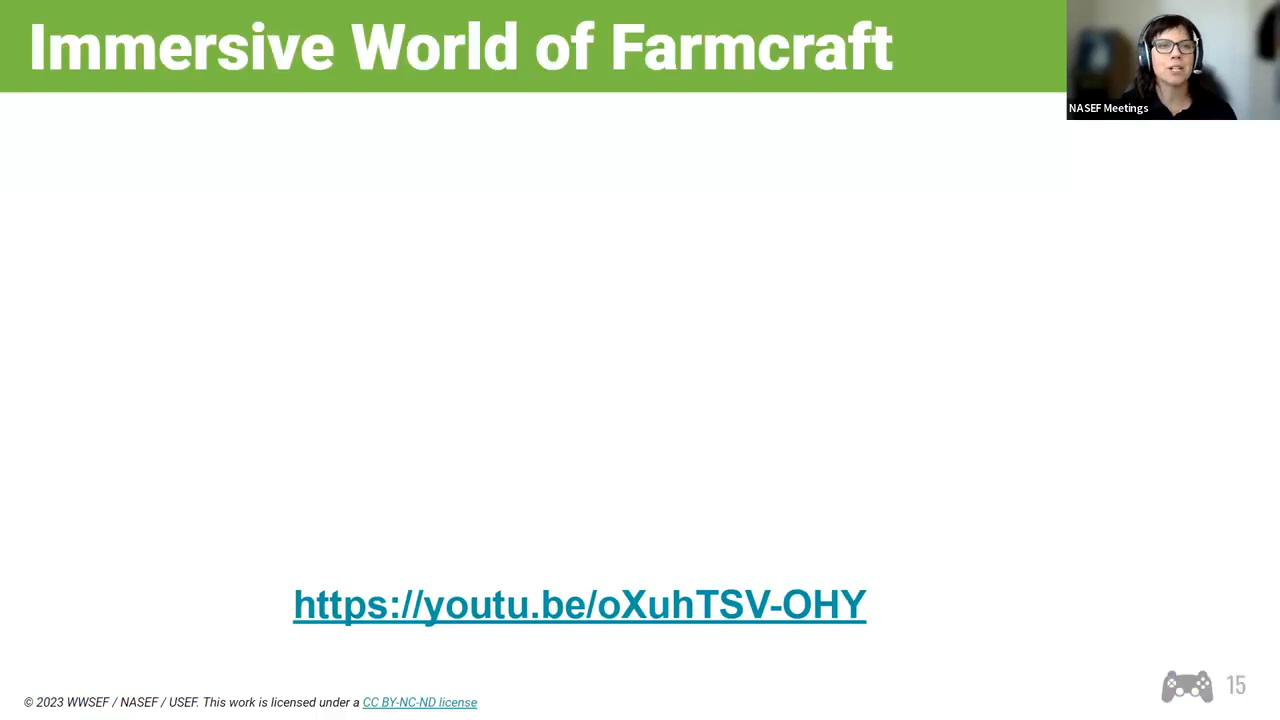 Immersive World of Farmcraft
NASEF Meetings
https://youtu.be/oXuhTSV-OHY
© 2023 WWSEF / NASEF / USEF. This work is licensed under a CC BY-NC-ND license
15